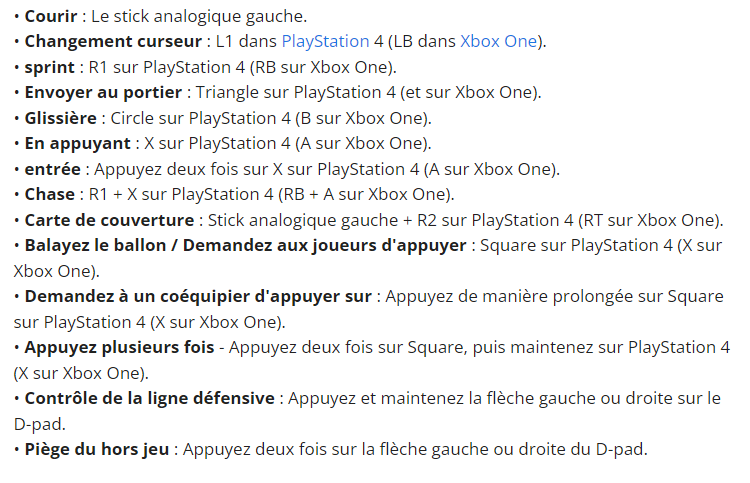 • Courir : Le stick analogique gauche.
• Changement curseur : L1 dans PlayStation 4 (LB dans Xbox One).
• sprint : R1 sur PlayStation 4 (RB sur Xbox One).
• Envoyer au portier : Triangle sur PlayStation 4 (et sur Xbox One).
• Glissière : Circle sur PlayStation 4 (B sur Xbox One).
• En appuyant : X sur PlayStation 4 (A sur Xbox One).
• entrée : Appuyez deux fois sur X sur PlayStation 4 (A sur Xbox One).
• Chase : R1 + X sur PlayStation 4 (RB + A sur Xbox One).
• Carte de couverture : Stick analogique gauche + R2 sur PlayStation 4 (RT sur Xbox One).
• Balayez le ballon / Demandez aux joueurs d'appuyer : Square sur PlayStation 4 (X sur
Xbox One).
• Demandez à un coéquipier d'appuyer sur : Appuyez de manière prolongée sur Square
sur PlayStation 4 (X sur Xbox One).
• Appuyez plusieurs fois - Appuyez deux fois sur Square, puis maintenez sur PlayStation 4
(X sur Xbox One).
• Contrôle de la ligne défensive : Appuyez et maintenez la flèche gauche ou droite sur le
D-pad.
• Piège du hors jeu : Appuyez deux fois sur la flèche gauche ou droite du D-pad.